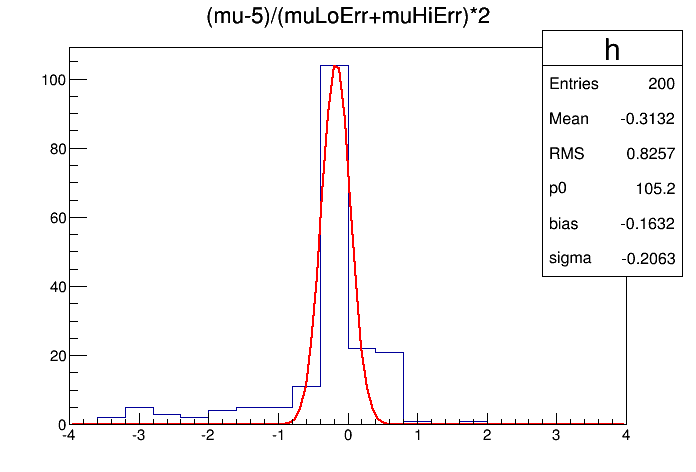 (mu-5)/(muLoErr+muHiErr)*2
h
Entries 200
Mean -0.3132
RMS 0.8257
p0 105.2
bias -0.1632
sigma -0.2063
100
80
60
40
20
0
-4 -3 -2 -1 0 1 2 3 4